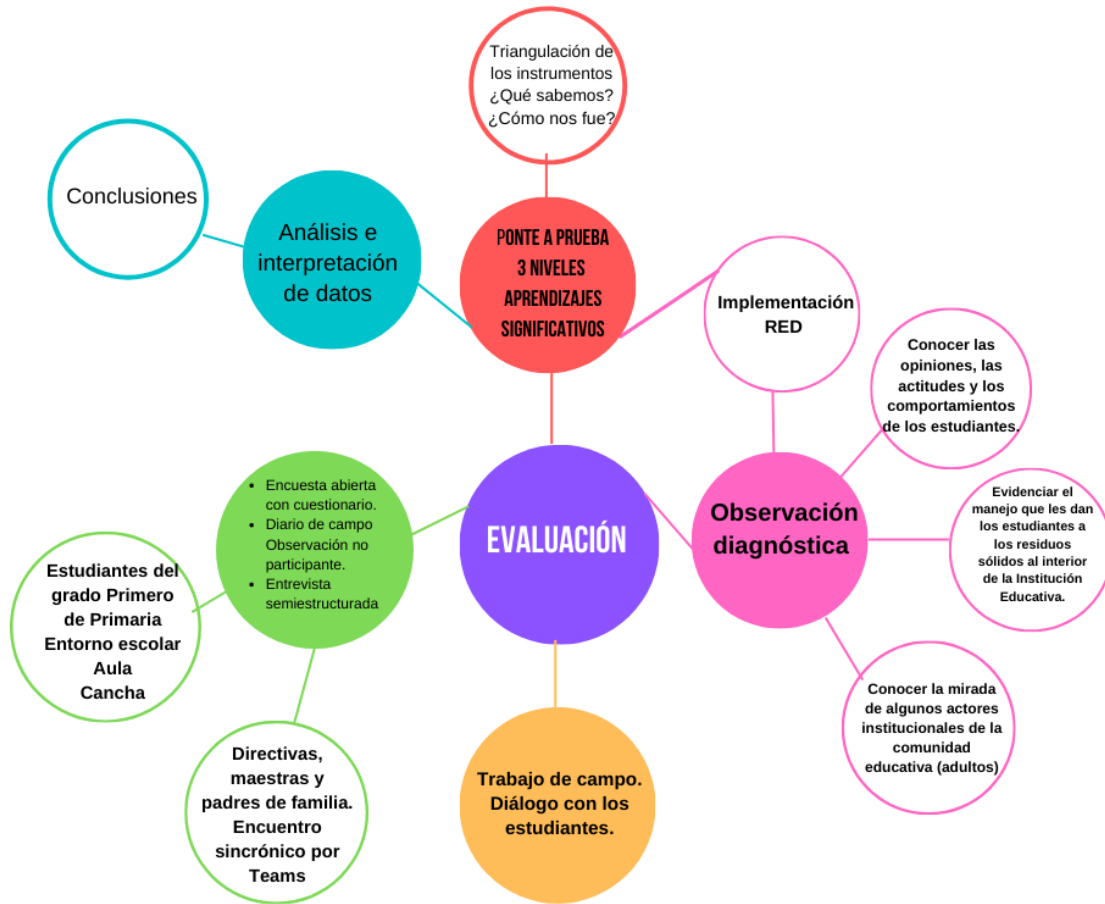 Triangulación de
los instrumentos
¿Qué sabemos?
¿Cómo nos fue?
Conclusiones
Análisis e
interpretación
de datos
PONTE A PRUEBA
3 NIVELES
APRENDIZAJES
SIGNIFICATIVOS
Implementación
RED
Conocer las
opiniones, las
actitudes y los
comportamientos
de los estudiantes.
• Encuesta abierta
con cuestionario.
• Diario de campo
Observación no
participante.
• Entrevista
semiestructurada
EVALUACIÓN
Observación
diagnóstica
Evidenciar el
manejo que les dan
los estudiantes a
los residuos
sólidos al interior
de la Institución
Educativa.
Estudiantes del
grado Primero
de Primaria
Entorno escolar
Aula
Cancha
Conocer la mirada
de algunos actores
institucionales de la
comunidad
educativa (adultos)
Directivas,
maestras y
padres de familia.
Encuentro
sincrónico por
Teams
Trabajo de campo.
Diálogo con los
estudiantes.